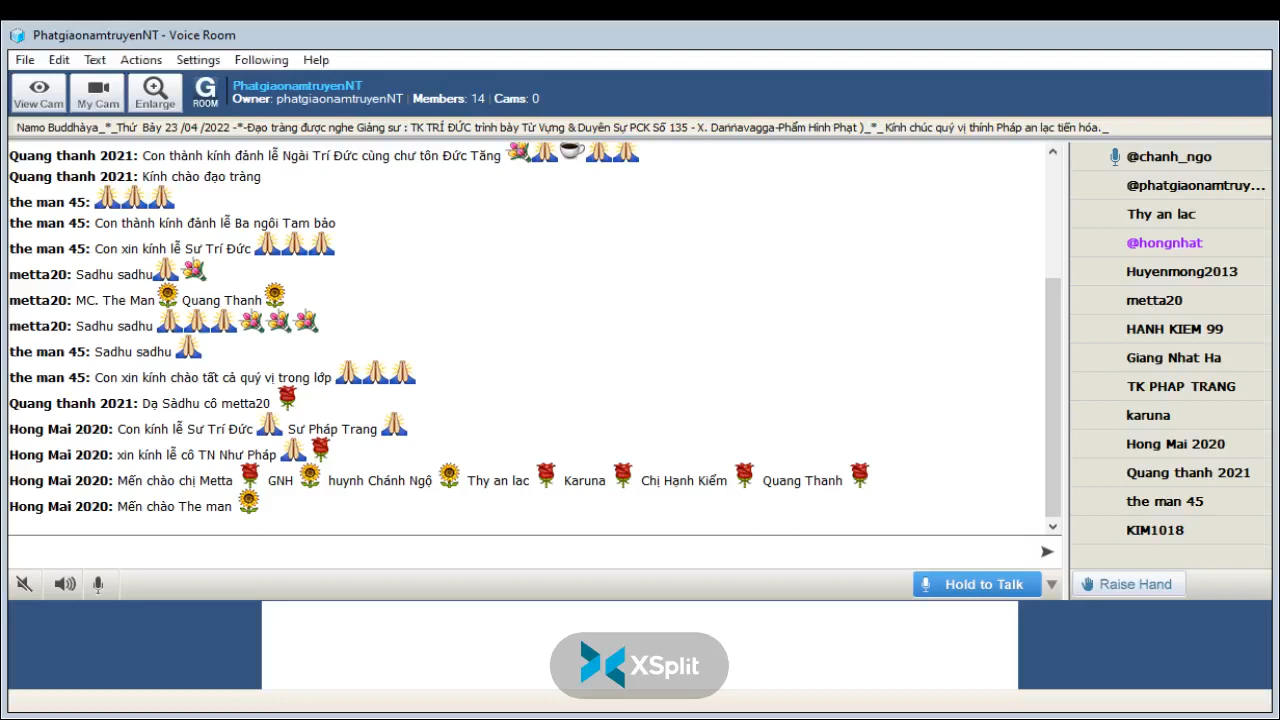 PhatgiaonamtruyenNT - Voice Room
File Edit Text Actions Settings Following Help
View Cam My Cam Enlarge G ROOM
PhatgiaonamtruyenNT
Owner: phatgiaonamtruyenNT | Members: 14 | Cams: 0
Namo Buddhàya_*_Thứ Bảy 23 /04 /2022 -*-Đạo tràng được nghe Giảng sư : TK TRÍ ĐỨC trình bày Từ Vựng & Duyên Sự PCK Số 135 - X. Daṇḍavagga-Phẩm Hình Phạt )_*_ Kính chúc quý vị thính Pháp an lạc tiến hóa._
Quang thanh 2021: Con thành kính đảnh lễ Ngài Trí Đức cùng chư tôn Đức Tăng
Quang thanh 2021: Kính chào đạo tràng
the man 45:
the man 45: Con thành kính đảnh lễ Ba ngôi Tam bảo
the man 45: Con xin kính lễ Sư Trí Đức
metta20: Sadhu sadhu
metta20: MC. The Man Quang Thanh
metta20: Sadhu sadhu
the man 45: Sadhu sadhu
the man 45: Con xin kính chào tất cả quý vị trong lớp
Quang thanh 2021: Dạ Sàdhu cô metta20
Hong Mai 2020: Con kính lễ Sư Trí Đức Sư Pháp Trang
Hong Mai 2020: xin kính lễ cô TN Như Pháp
Hong Mai 2020: Mến chào chị Metta GNH huynh Chánh Ngộ Thy an lac Karuna Chị Hạnh Kiểm Quang Thanh
Hong Mai 2020: Mến chào The man
@chanh_ngo
@phatgiaonamtruy...
Thy an lac
@hongnhat
Huyenmong2013
metta20
HANH KIEM 99
Giang Nhat Ha
TK PHAP TRANG
karuna
Hong Mai 2020
Quang thanh 2021
the man 45
KIM1018
Hold to Talk
Raise Hand
XSplit